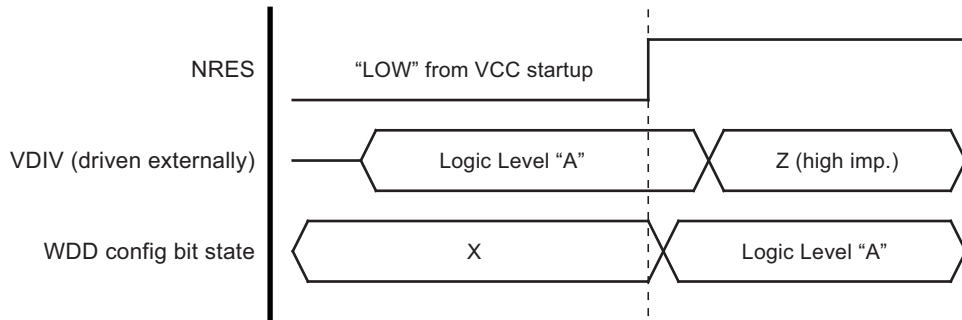 NRES
“LOW” from VCC startup
VDIV (driven externally)
Logic Level “A”
Z (high imp.)
WDD config bit state
X
Logic Level “A”